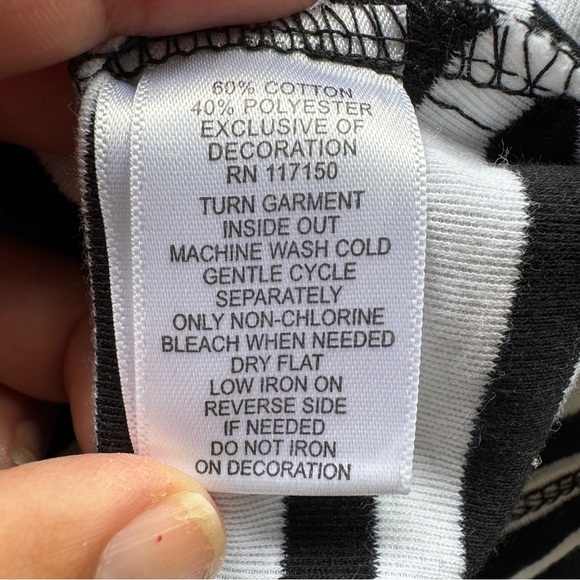 60% COTTON
40% POLYESTER
EXCLUSIVE OF
DECORATION
RN 117150
TURN GARMENT
INSIDE OUT
MACHINE WASH COLD
GENTLE CYCLE
SEPARATELY
ONLY NON-CHLORINE
BLEACH WHEN NEEDED
DRY FLAT
LOW IRON ON
REVERSE SIDE
IF NEEDED
DO NOT IRON
ON DECORATION